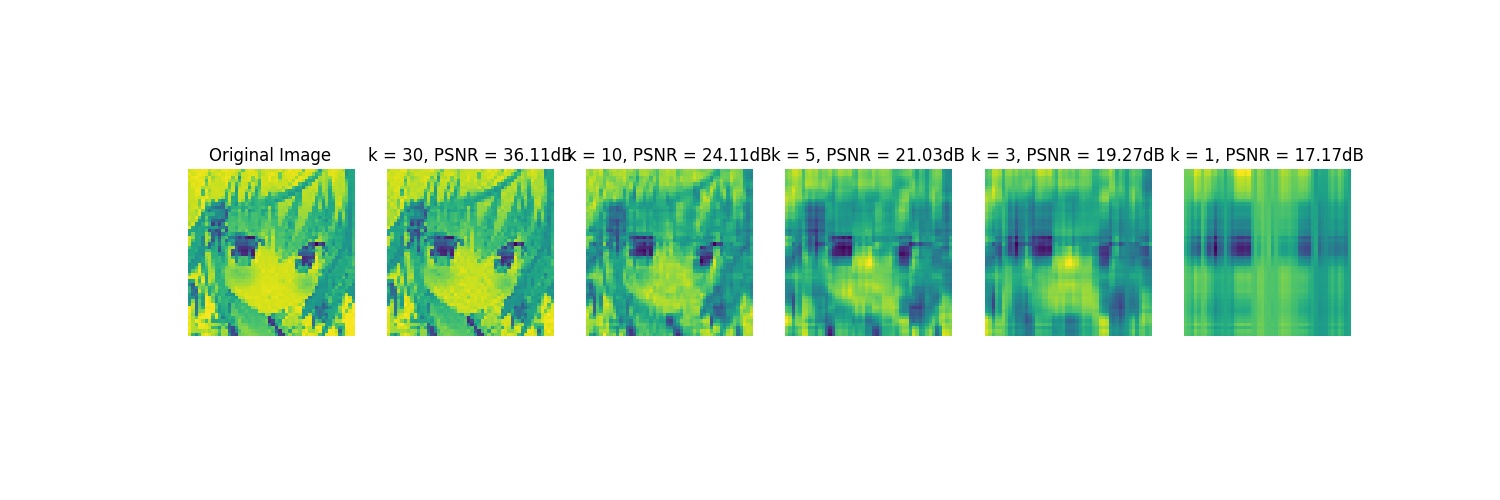 Original Image
k = 30, PSNR = 36.11dB
k = 10, PSNR = 24.11dB
k = 5, PSNR = 21.03dB
k = 3, PSNR = 19.27dB
k = 1, PSNR = 17.17dB